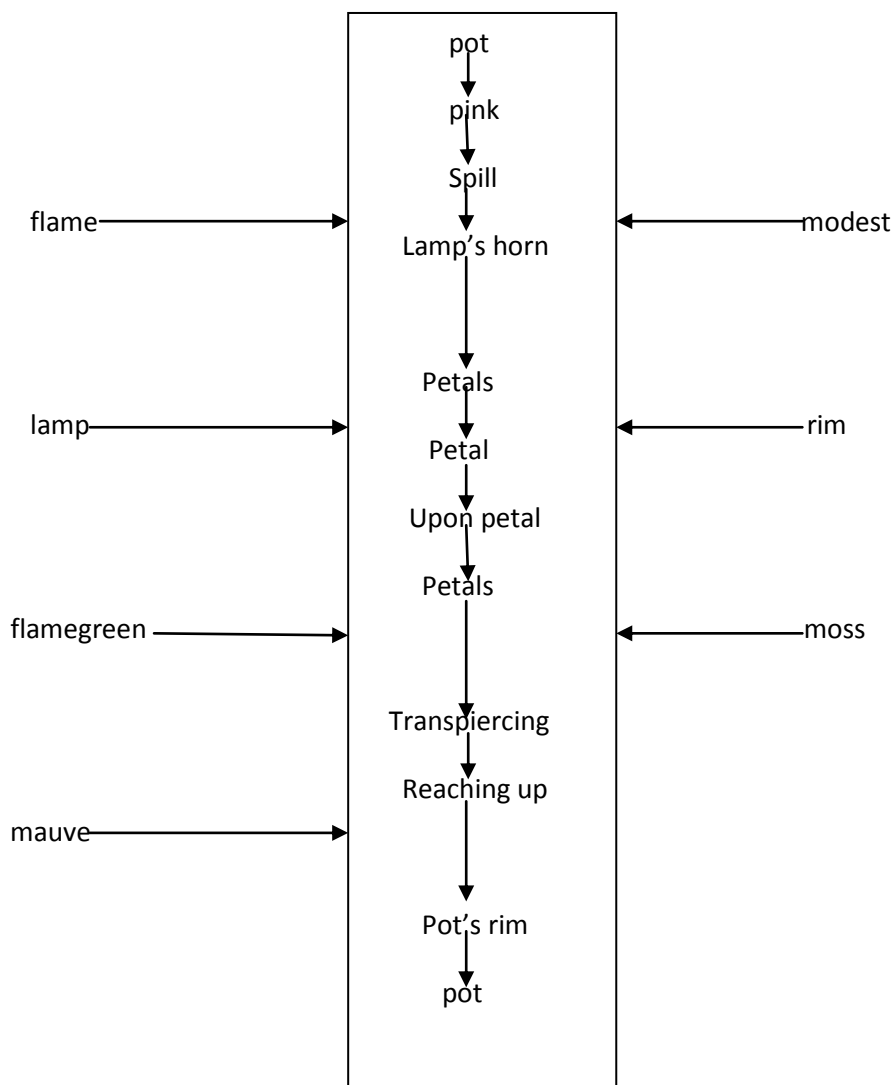 pot
pink
Spill
flame
modest
Lamp's horn
Petals
lamp
rim
Petal
Upon petal
Petals
flamegreen
moss
Transpiercing
Reaching up
mauve
Pot's rim
pot